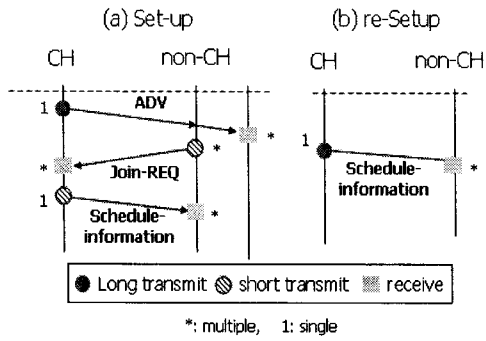 (a) Set-up
(b) re-Setup
CH
non-CH
CH
non-CH
1
ADV
*
*
*
Join-REQ
1
Schedule-
information
*
1
Schedule-
information
*
Long transmit
short transmit
receive
*: multiple, 1: single